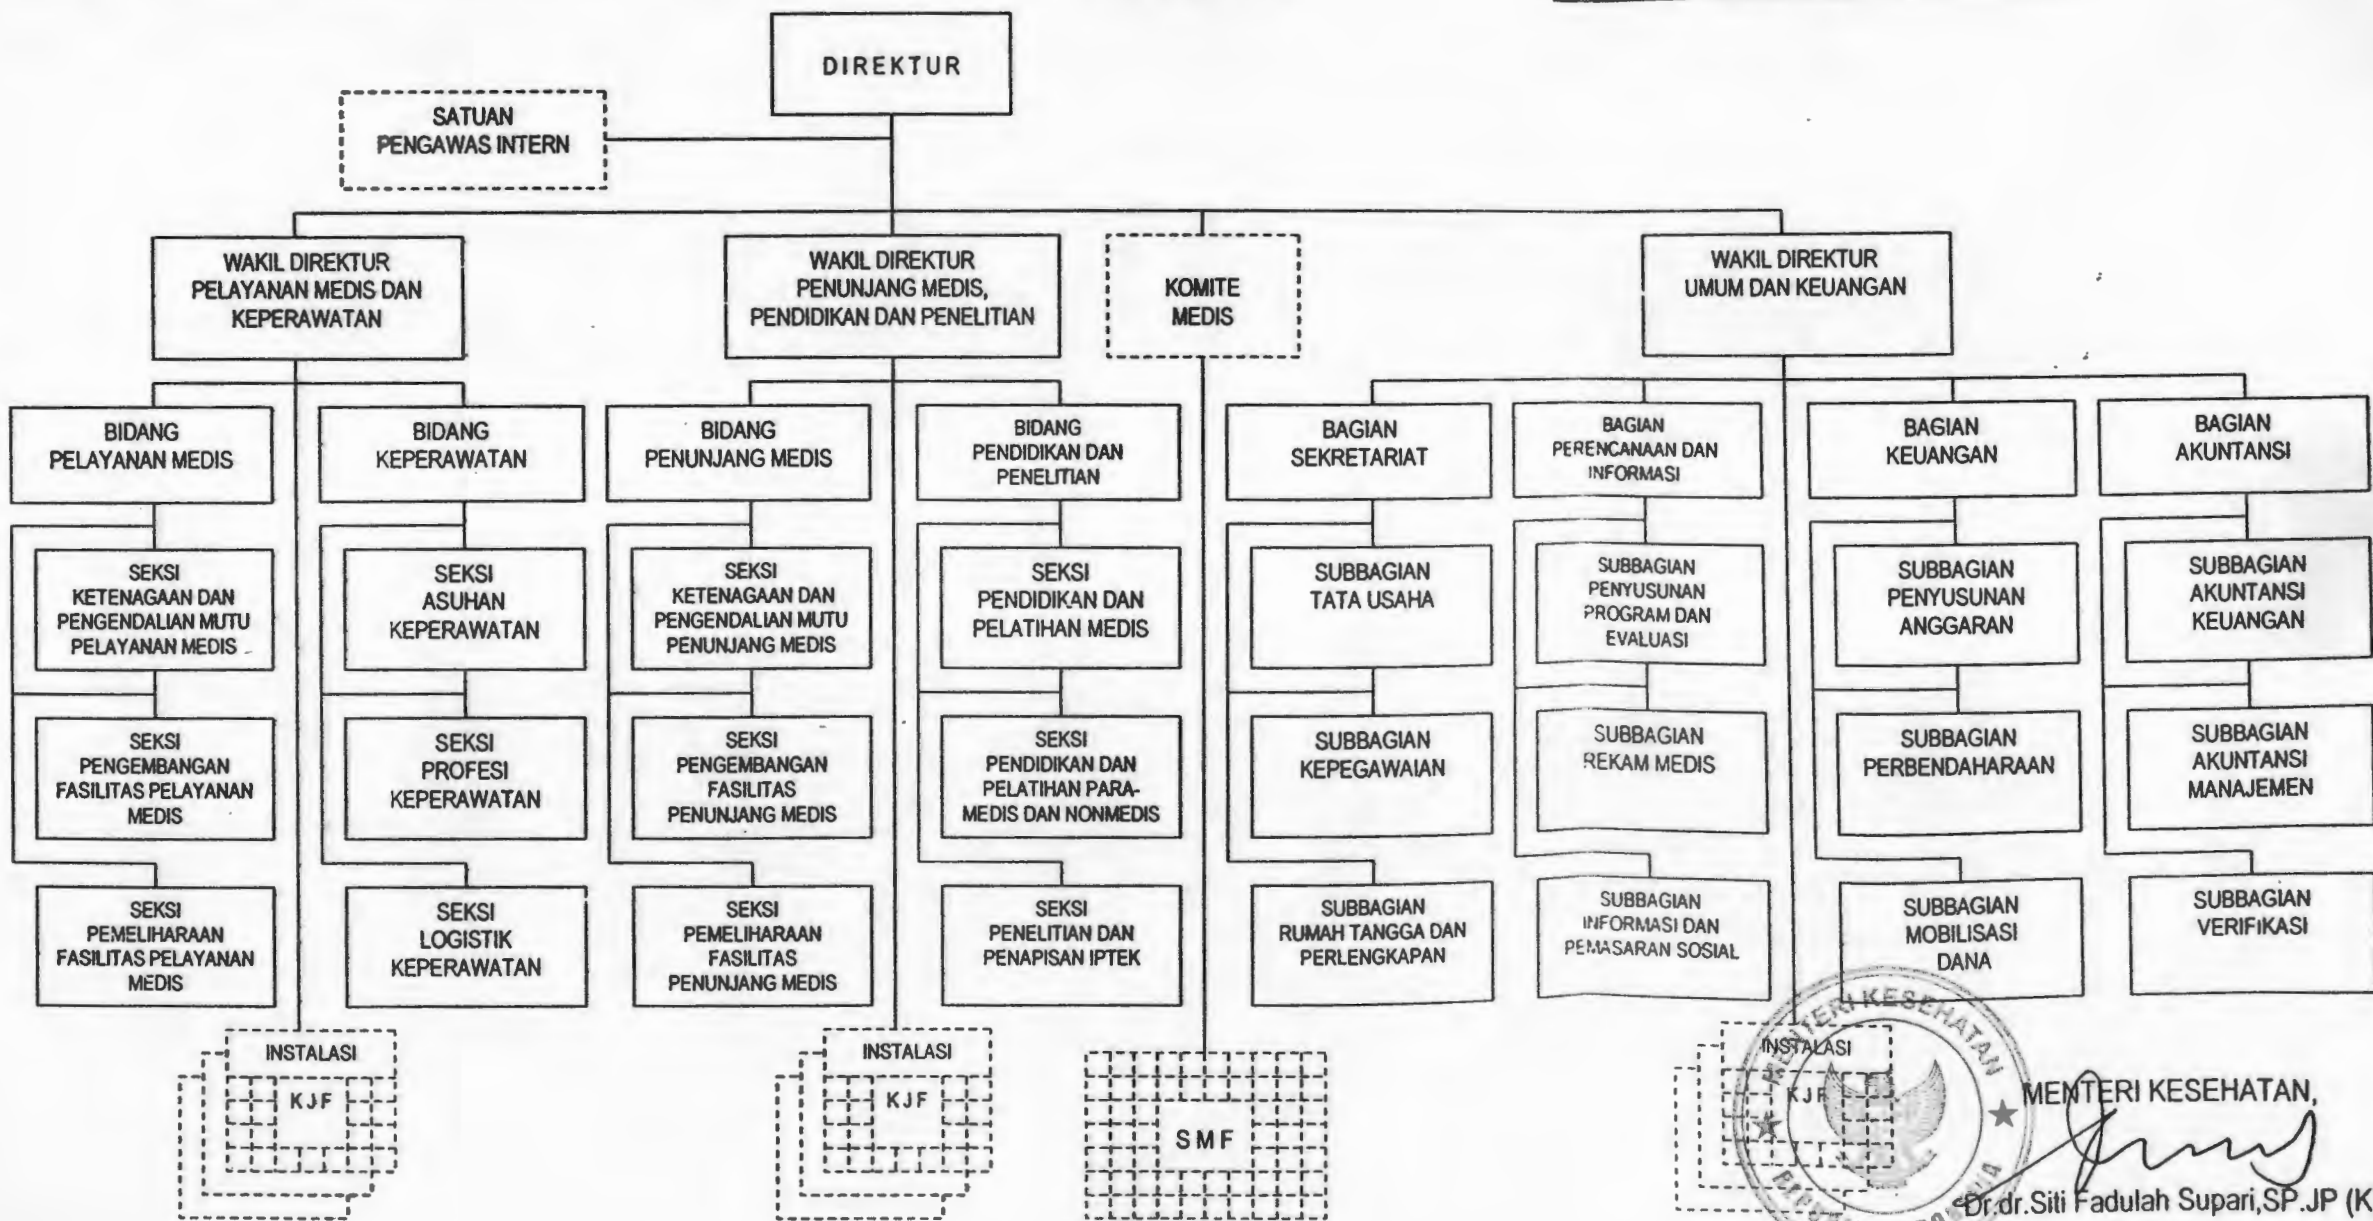 DIREKTUR
SATUAN
PENGAWAS INTERN
WAKIL DIREKTUR
PELAYANAN MEDIS DAN
KEPERAWATAN
WAKIL DIREKTUR
PENUNJANG MEDIS,
PENDIDIKAN DAN PENELITIAN
KOMITE
MEDIS
WAKIL DIREKTUR
UMUM DAN KEUANGAN
BIDANG
PELAYANAN MEDIS
BIDANG
KEPERAWATAN
BIDANG
PENUNJANG MEDIS
BIDANG
PENDIDIKAN DAN
PENELITIAN
BAGIAN
SEKRETARIAT
BAGIAN
PERENCANAAN DAN
INFORMASI
BAGIAN
KEUANGAN
BAGIAN
AKUNTANSI
SEKSI
KETENAGAAN DAN
PENGENDALIAN MUTU
PELAYANAN MEDIS
SEKSI
ASUHAN
KEPERAWATAN
SEKSI
KETENAGAAN DAN
PENGENDALIAN MUTU
PENUNJANG MEDIS
SEKSI
PENDIDIKAN DAN
PELATIHAN MEDIS
SUBBAGIAN
TATA USAHA
SUBBAGIAN
PENYUSUNAN
PROGRAM DAN
EVALUASI
SUBBAGIAN
PENYUSUNAN
ANGGARAN
SUBBAGIAN
AKUNTANSI
KEUANGAN
SEKSI
PENGEMBANGAN
FASILITAS PELAYANAN
MEDIS
SEKSI
PROFESI
KEPERAWATAN
SEKSI
PENGEMBANGAN
FASILITAS
PENUNJANG MEDIS
SEKSI
PENDIDIKAN DAN
PELATIHAN PARA-
MEDIS DAN NONMEDIS
SUBBAGIAN
KEPEGAWAIAN
SUBBAGIAN
REKAM MEDIS
SUBBAGIAN
PERBENDAHARAAN
SUBBAGIAN
AKUNTANSI
MANAJEMEN
SEKSI
PEMELIHARAAN
FASILITAS PELAYANAN
MEDIS
SEKSI
LOGISTIK
KEPERAWATAN
SEKSI
PEMELIHARAAN
FASILITAS
PENUNJANG MEDIS
SEKSI
PENELITIAN DAN
PENAPISAN IPTEK
SUBBAGIAN
RUMAH TANGGA DAN
PERLENGKAPAN
SUBBAGIAN
INFORMASI DAN
PEMASARAN SOSIAL
SUBBAGIAN
MOBILISASI
DANA
SUBBAGIAN
VERIFIKASI
INSTALASI
KJF
INSTALASI
KJF
SMF
INSTALASI
KJF
MENTERI KESEHATAN
MENTERI KESEHATAN,
Dr.dr.Siti Fadulah Supari,SP.JP (K